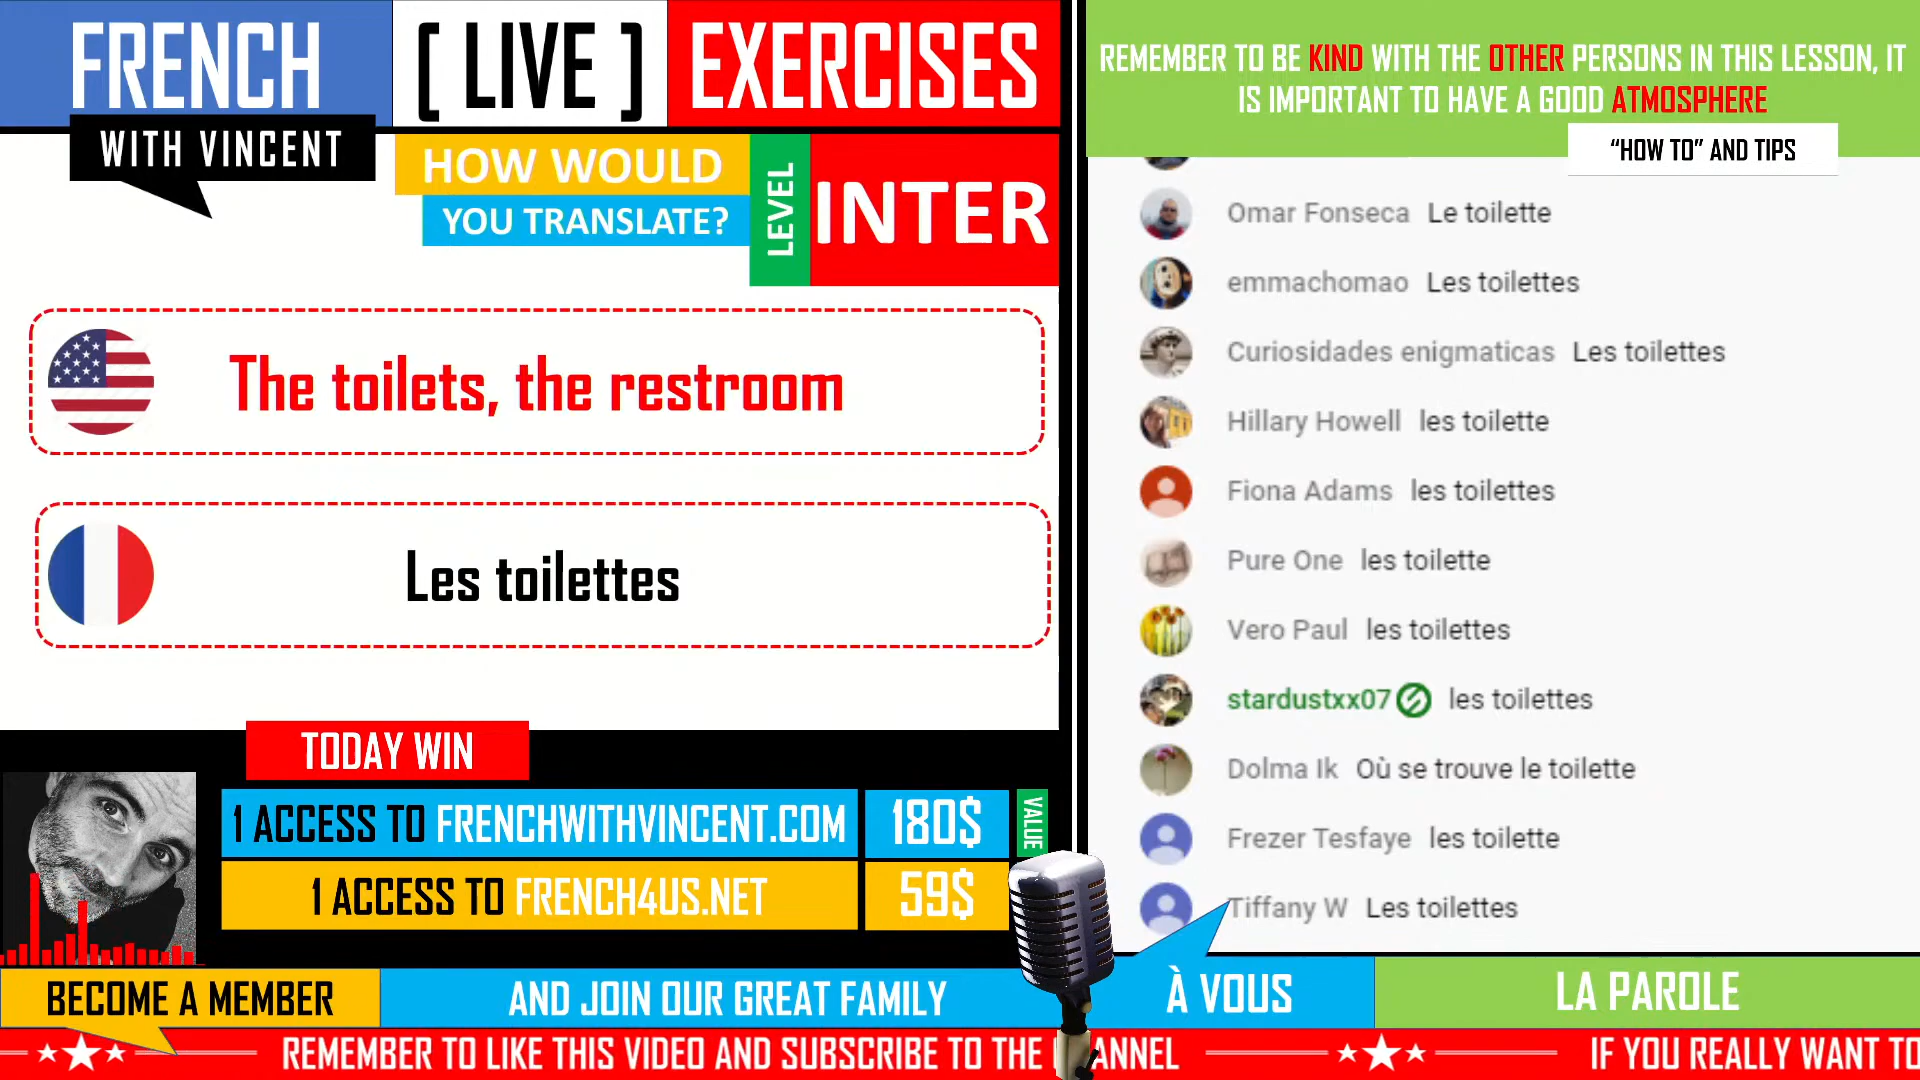 FRENCH
WITH VINCENT
[ LIVE ]
EXERCISES
HOW WOULD
YOU TRANSLATE?
LEVEL
INTER
The toilets, the restroom
Les toilettes
TODAY WIN
1 ACCESS TO FRENCHWITHVINCENT.COM
180$
VALUE
1 ACCESS TO FRENCH4US.NET
59$
REMEMBER TO BE KIND WITH THE OTHER PERSONS IN THIS LESSON, IT
IS IMPORTANT TO HAVE A GOOD ATMOSPHERE
“HOW TO” AND TIPS
Omar Fonseca Le toilette
emmachomao Les toilettes
Curiosidades enigmaticas Les toilettes
Hillary Howell les toilette
Fiona Adams les toilettes
Pure One les toilette
Vero Paul les toilettes
stardustxx07 les toilettes
Dolma Ik Où se trouve le toilette
Frezer Tesfaye les toilette
Tiffany W Les toilettes
BECOME A MEMBER
AND JOIN OUR GREAT FAMILY
À VOUS
LA PAROLE
REMEMBER TO LIKE THIS VIDEO AND SUBSCRIBE TO THE
IF YOU REALLY WANT TO